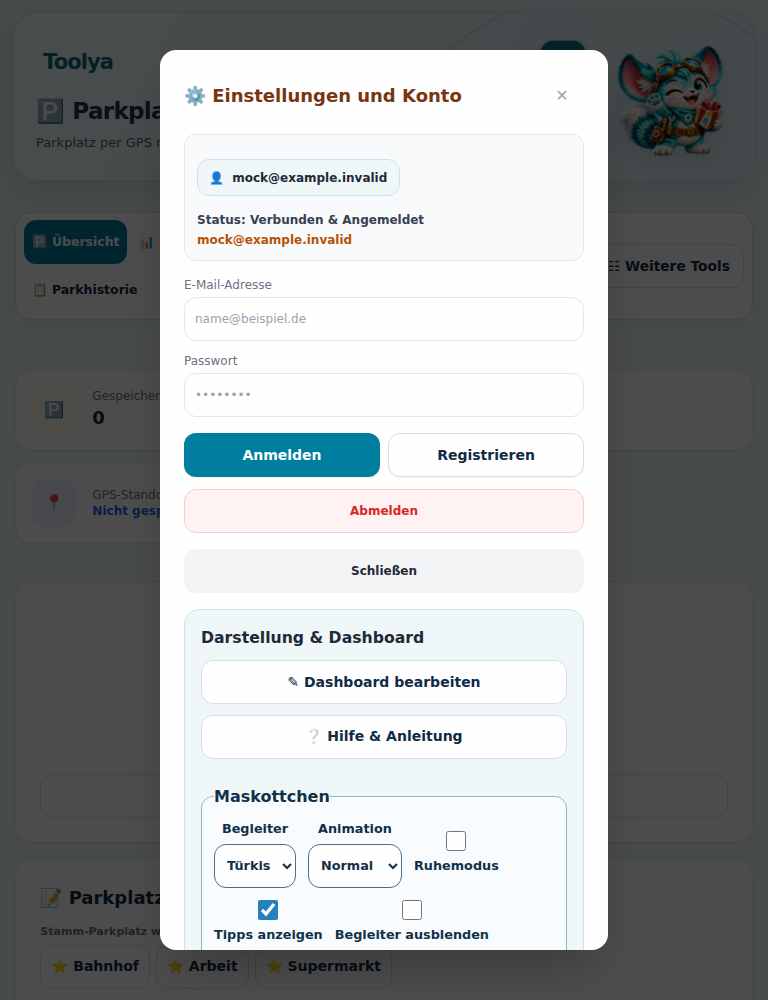 Toolya
🅿️ Parkpla
Parkplatz per GPS
🅿️ Übersicht
📋 Parkhistorie
Weitere Tools
Gespeicher
0
GPS-Stando
Nicht gesp
📝 Parkplatz
Stamm-Parkplatz w
⭐ Bahnhof
⭐ Arbeit
⭐ Supermarkt
⚙️ Einstellungen und Konto
×
👤 mock@example.invalid
Status: Verbunden & Angemeldet
mock@example.invalid
E-Mail-Adresse
name@beispiel.de
Passwort
••••••••
Anmelden
Registrieren
Abmelden
Schließen
Darstellung & Dashboard
✎ Dashboard bearbeiten
❔ Hilfe & Anleitung
Maskottchen
Begleiter
Animation
Türkis
Normal
Ruhemodus
Tipps anzeigen
Begleiter ausblenden